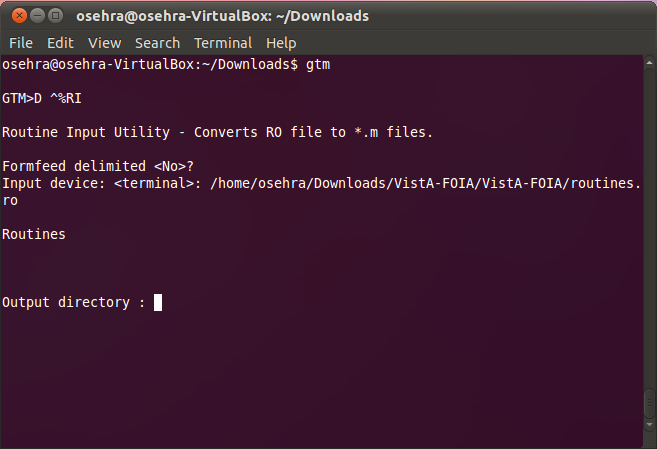 osehra@osehra-VirtualBox: ~/Downloads
File Edit View Search Terminal Help
osehra@osehra-VirtualBox:~/Downloads$ gtm
GTM>D ^%RI
Routine Input Utility - Converts RO file to *.m files.
Formfeed delimited <No>?
Input device: <terminal>: /home/osehra/Downloads/VistA-FOIA/VistA-FOIA/routines.
ro
Routines
Output directory :